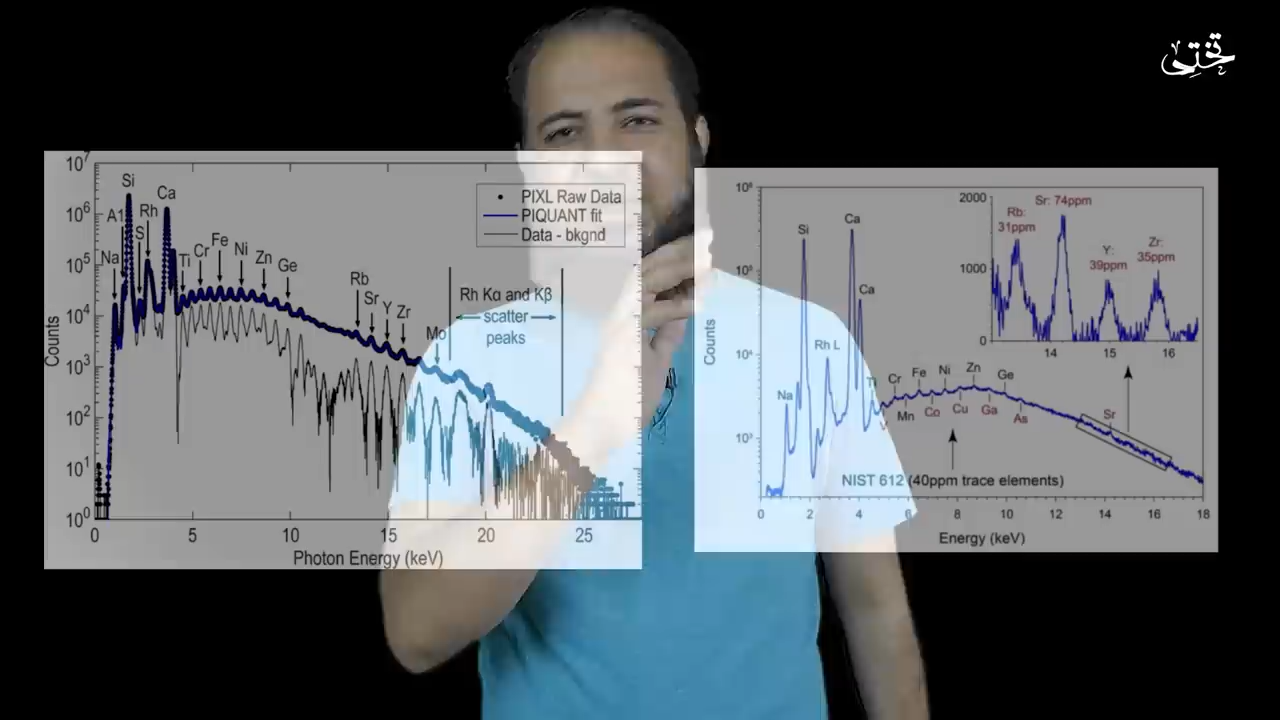 تختى
10⁷
10⁶
10⁵
10⁴
10³
10²
10¹
10⁰
Counts
Na
Al
Si
S
Rh
Ca
Ti
Cr
Fe
Ni
Zn
Ge
Rb
Sr
Y
Zr
Mo
PIXL Raw Data
PIQUANT fit
Data - bkgnd
Rh Kα and Kβ
scatter
peaks
0 5 10 15 20 25
Photon Energy (keV)
10⁶
10⁵
10⁴
10³
Counts
Na
Si
Rh L
Ca
Ca
Ti
V
Cr
Mn
Fe
Co
Ni
Cu
Zn
Ga
Ge
As
Sr
NIST 612 (40ppm trace elements)
0 2 4 6 8 10 12 14 16 18
Energy (keV)
2000
1000
0
Rb:
31ppm
Sr: 74ppm
Y:
39ppm
Zr:
35ppm
14 15 16